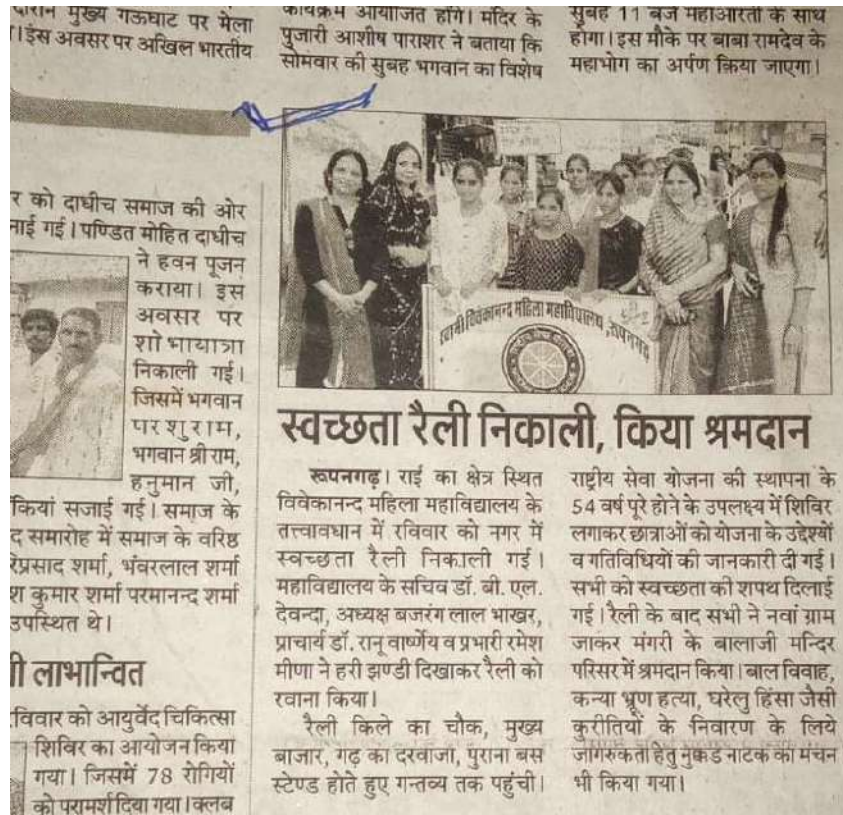 दौरान मुख्य गऊघाट पर मेला
। इस अवसर पर अखिल भारतीय
कार्यक्रम आयोजित होंगे। मंदिर के
पुजारी आशीष पाराशर ने बताया कि
सोमवार की सुबह भगवान का विशेष
सुबह 11 बजे महाआरती के साथ
होगा। इस मौके पर बाबा रामदेव के
महाभोग का अर्पण किया जाएगा।
र को दाधीच समाज की ओर
नाई गई। पण्डित मोहित दाधीच
ने हवन पूजन
कराया। इस
अवसर पर
शोभायात्रा
निकाली गई।
जिसमें भगवान
परशुराम,
भगवान श्रीराम,
हनुमान जी,
कियां सजाई गई। समाज के
द समारोह में समाज के वरिष्ठ
रेप्रसाद शर्मा, भंवरलाल शर्मा
श कुमार शर्मा परमानन्द शर्मा
उपस्थित थे।
ी लाभान्वित
रविवार को आयुर्वेद चिकित्सा
शिविर का आयोजन किया
गया। जिसमें 78 रोगियों
को परामर्श दिया गया। क्लब
स्वामी विवेकानन्द महिला महाविद्यालय, रूपनगढ़
स्वच्छता रैली निकाली, किया श्रमदान
रूपनगढ़। राई का क्षेत्र स्थित
विवेकानन्द महिला महाविद्यालय के
तत्त्वावधान में रविवार को नगर में
स्वच्छता रैली निकाली गई।
महाविद्यालय के सचिव डॉ. बी. एल.
देवन्दा, अध्यक्ष बजरंग लाल भाखर,
प्राचार्य डॉ. रानू वार्ष्णेय व प्रभारी रमेश
मीणा ने हरी झण्डी दिखाकर रैली को
रवाना किया।
रैली किले का चौक, मुख्य
बाजार, गढ़ का दरवाजा, पुराना बस
स्टेण्ड होते हुए गन्तव्य तक पहुंची।
राष्ट्रीय सेवा योजना की स्थापना के
54 वर्ष पूरे होने के उपलक्ष्य में शिविर
लगाकर छात्राओं को योजना के उद्देश्यों
व गतिविधियों की जानकारी दी गई।
सभी को स्वच्छता की शपथ दिलाई
गई। रैली के बाद सभी ने नवां ग्राम
जाकर मंगरी के बालाजी मन्दिर
परिसर में श्रमदान किया। बाल विवाह,
कन्या भ्रूण हत्या, घरेलु हिंसा जैसी
कुरीतियों के निवारण के लिये
जागरुकता हेतु नुक्कड नाटक का मंचन
भी किया गया।